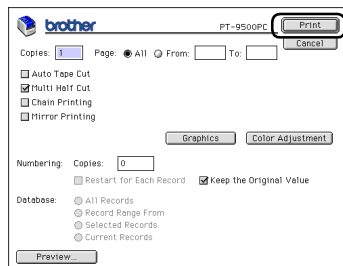 brother PT-9500PC Print
Cancel
Copies: 1 Page: All From: To:
Auto Tape Cut
Multi Half Cut
Chain Printing
Mirror Printing
Graphics Color Adjustment
Numbering: Copies: 0
Restart for Each Record Keep the Original Value
Database: All Records
Record Range From
Selected Records
Current Records
Preview...